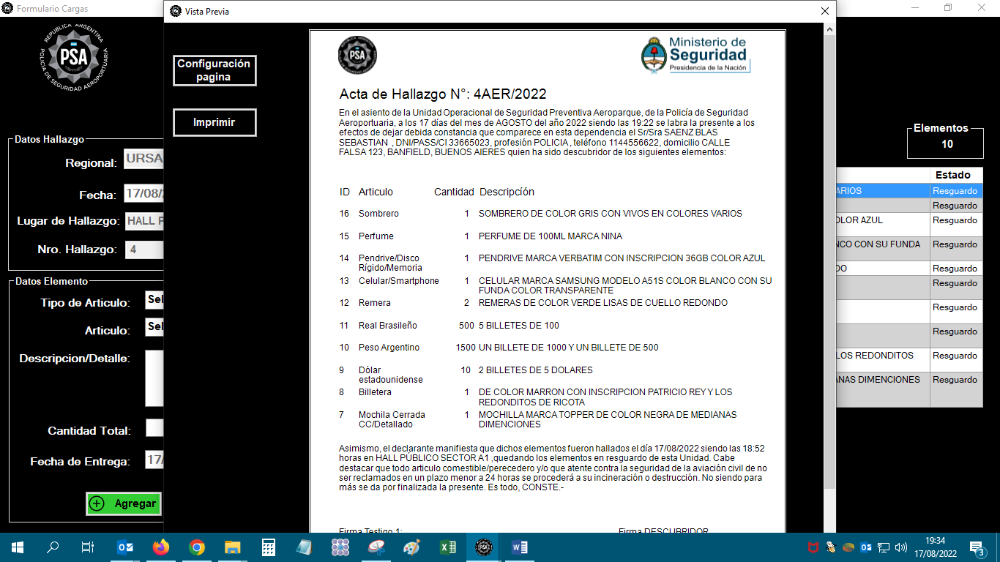 Formulario Cargas
Vista Previa
REPUBLICA ARGENTINA
PSA
POLICIA DE SEGURIDAD AEROPORTUARIA
Configuración
pagina
Imprimir
PSA
Ministerio de
Seguridad
Presidencia de la Nación
Acta de Hallazgo N°: 4AER/2022
En el asiento de la Unidad Operacional de Seguridad Preventiva Aeroparque, de la Policía de Seguridad
Aeroportuaria, a los 17 días del mes de AGOSTO del año 2022 siendo las 19:22 se labra la presente a los
efectos de dejar debida constancia que comparece en esta dependencia el Sr/Sra SAENZ BLAS
SEBASTIAN , DNI/PASS/CI 33665023, profesión POLICIA, teléfono 1144556622, domicilio CALLE
FALSA 123, BANFIELD, BUENOS AIERES quien ha sido descubridor de los siguientes elementos:
ID Articulo Cantidad Descripción
16 Sombrero 1 SOMBRERO DE COLOR GRIS CON VIVOS EN COLORES VARIOS
15 Perfume 1 PERFUME DE 100ML MARCA NINA
14 Pendrive/Disco 1 PENDRIVE MARCA VERBATIM CON INSCRIPCION 36GB COLOR AZUL
Rígido/Memoria
13 Celular/Smartphone 1 CELULAR MARCA SAMSUNG MODELO A51S COLOR BLANCO CON SU
FUNDA COLOR TRANSPARENTE
12 Remera 2 REMERAS DE COLOR VERDE LISAS DE CUELLO REDONDO
11 Real Brasileño 500 5 BILLETES DE 100
10 Peso Argentino 1500 UN BILLETE DE 1000 Y UN BILLETE DE 500
9 Dólar 10 2 BILLETES DE 5 DOLARES
estadounidense
8 Billetera 1 DE COLOR MARRON CON INSCRIPCION PATRICIO REY Y LOS
REDONDITOS DE RICOTA
7 Mochila Cerrada 1 MOCHILLA MARCA TOPPER DE COLOR NEGRA DE MEDIANAS
CC/Detallado DIMENCIONES
Asimismo, el declarante manifiesta que dichos elementos fueron hallados el día 17/08/2022 siendo las 18:52
horas en HALL PÚBLICO SECTOR A1 ,quedando los elementos en resguardo de esta Unidad. Cabe
destacar que todo articulo comestible/perecedero y/o que atente contra la seguridad de la aviación civil de no
ser reclamados en un plazo menor a 24 horas se procederá a su incineración o destrucción. No siendo para
más se da por finalizada la presente. Es todo, CONSTE.-
Firma Testigo 1: Firma DESCUBRIDOR
Datos Hallazgo
Regional: URSA
Fecha: 17/08/2
Lugar de Hallazgo: HALL P
Nro. Hallazgo: 4
Datos Elemento
Tipo de Articulo: Sel
Articulo: Sel
Descripcion/Detalle:
Cantidad Total:
Fecha de Entrega: 17/
Agregar
Elementos
10
Estado
ARIOS Resguardo
Resguardo
OLOR AZUL Resguardo
NCO CON SU FUNDA Resguardo
DO Resguardo
Resguardo
Resguardo
Resguardo
LOS REDONDITOS Resguardo
ANAS DIMENCIONES Resguardo
19:34
17/08/2022
3